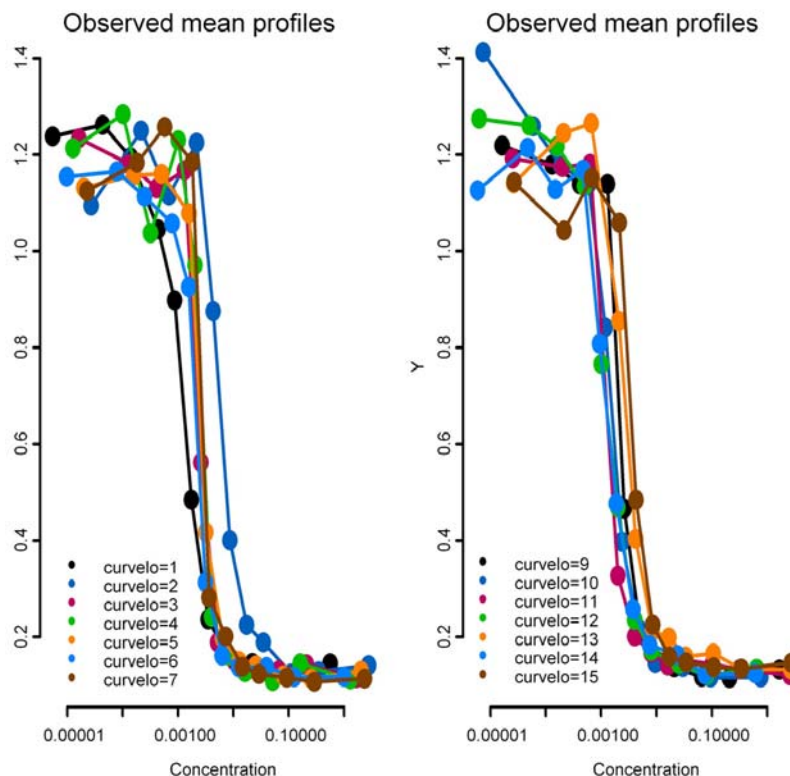 Observed mean profiles
1.4
1.2
1.0
0.8
0.6
0.4
0.2
curvelo=1
curvelo=2
curvelo=3
curvelo=4
curvelo=5
curvelo=6
curvelo=7
0.00001
0.00100
0.10000
Concentration
Observed mean profiles
Y
1.4
1.2
1.0
0.8
0.6
0.4
0.2
curvelo=9
curvelo=10
curvelo=11
curvelo=12
curvelo=13
curvelo=14
curvelo=15
0.00001
0.00100
0.10000
Concentration